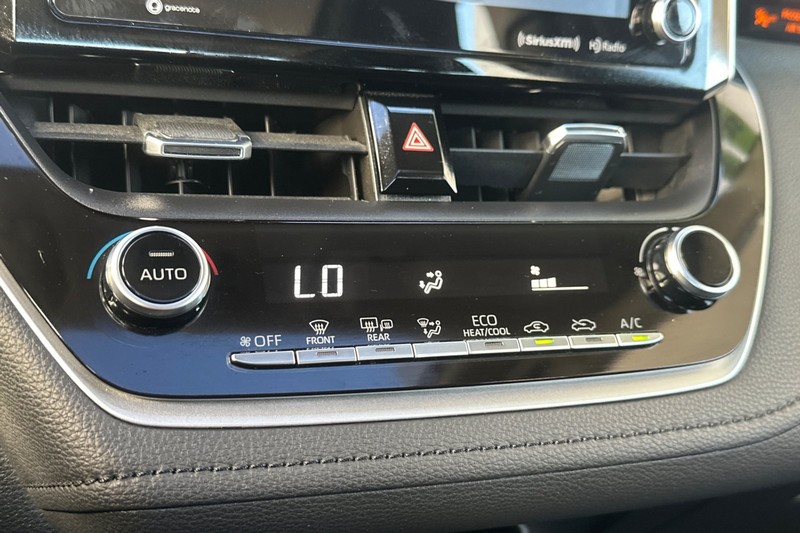 gracenote
SiriusXM HD Radio
AUTO
LO
OFF
FRONT
REAR
ECO
HEAT/COOL
A/C